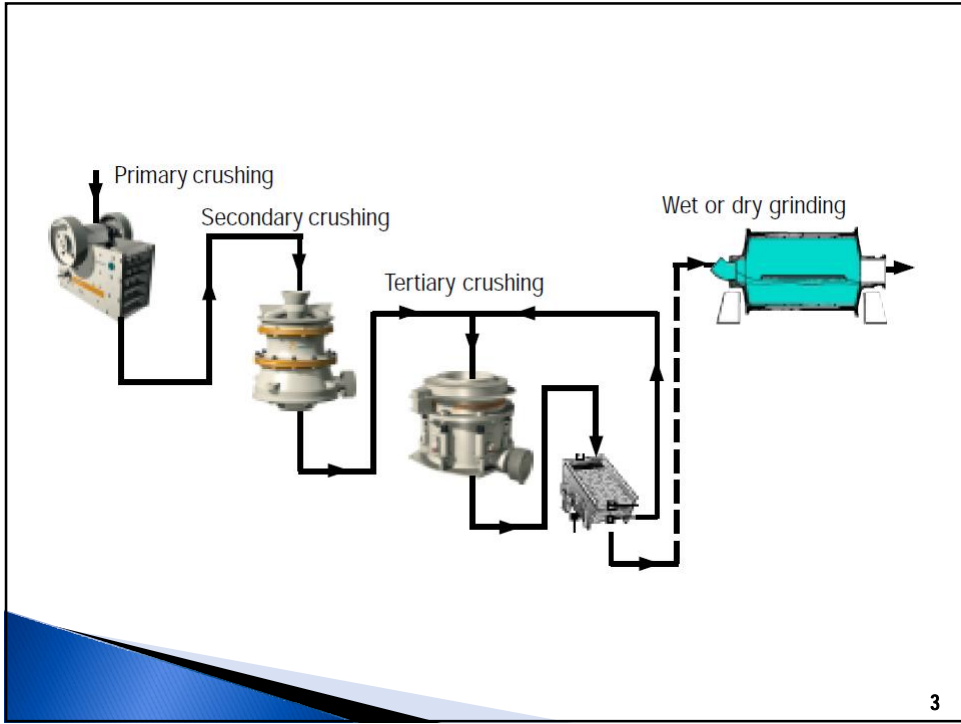 Primary crushing
Secondary crushing
Tertiary crushing
Wet or dry grinding
3